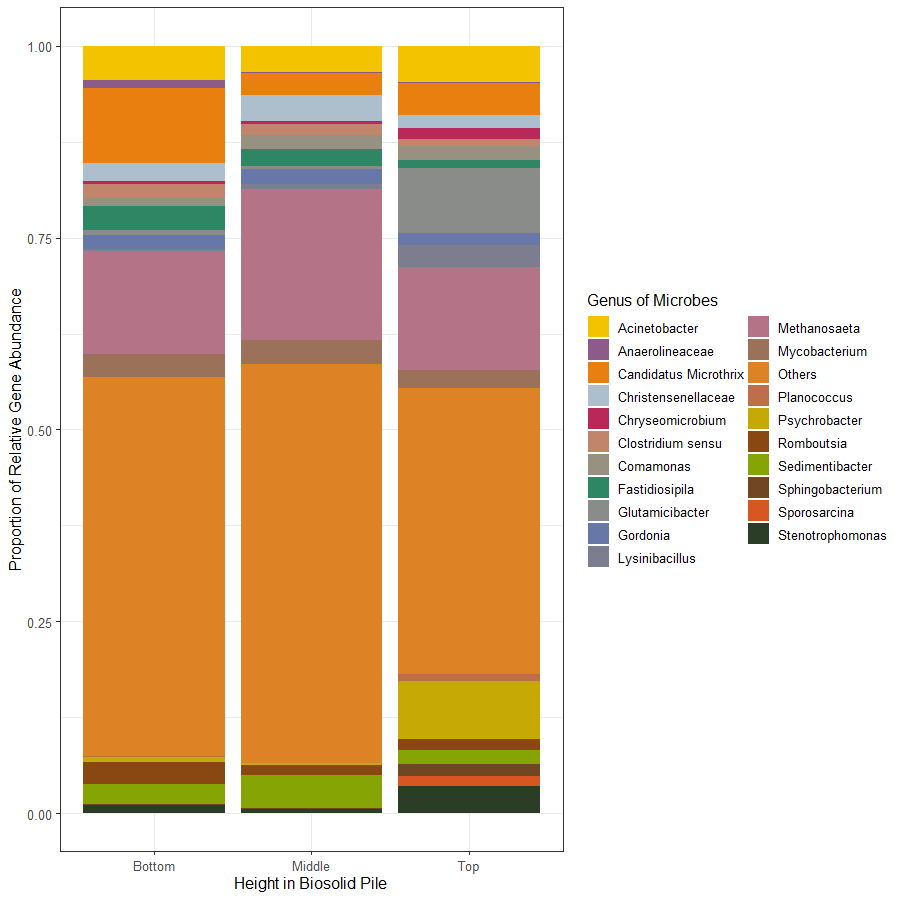 Proportion of Relative Gene Abundance
1.00
0.75
0.50
0.25
0.00
Bottom
Middle
Top
Height in Biosolid Pile
Genus of Microbes
Acinetobacter
Anaerolineaceae
Candidatus Microthrix
Christensenellaceae
Chryseomicrobium
Clostridium sensu
Comamonas
Fastidiosipila
Glutamicibacter
Gordonia
Lysinibacillus
Methanosaeta
Mycobacterium
Others
Planococcus
Psychrobacter
Romboutsia
Sedimentibacter
Sphingobacterium
Sporosarcina
Stenotrophomonas